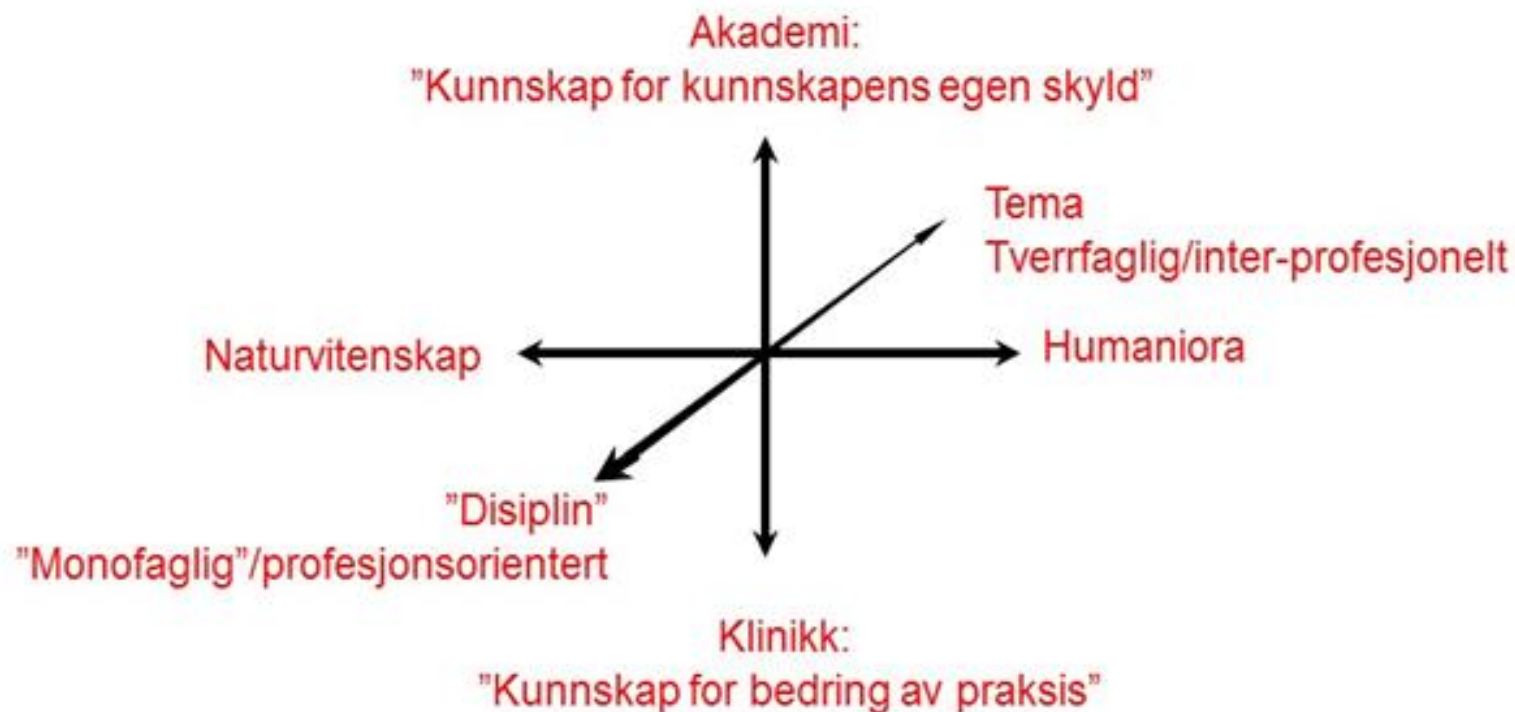 Akademi:
”Kunnskap for kunnskapens egen skyld”
Tema
Tverrfaglig/inter-profesjonelt
Naturvitenskap
Humaniora
”Disiplin”
”Monofaglig”/profesjonsorientert
Klinikk:
”Kunnskap for bedring av praksis”